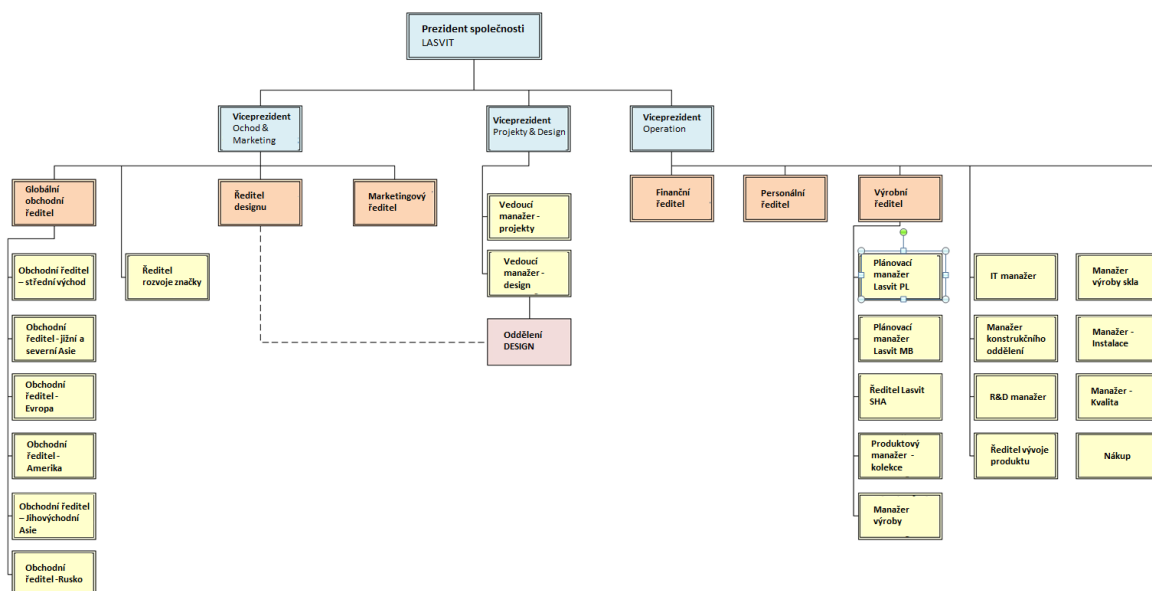 Prezident společnosti
LASVIT
Viceprezident
Ochod &
Marketing
Viceprezident
Projekty & Design
Viceprezident
Operation
Globální
obchodní
ředitel
Ředitel
designu
Marketingový
ředitel
Vedoucí
manažer -
projekty
Vedoucí
manažer -
design
Oddělení
DESIGN
Finanční
ředitel
Personální
ředitel
Výrobní
ředitel
Obchodní ředitel
– střední východ
Ředitel
rozvoje značky
Obchodní
ředitel - jižní a
severní Asie
Obchodní
ředitel -
Evropa
Obchodní
ředitel -
Amerika
Obchodní ředitel
– Jihovýchodní
Asie
Obchodní
ředitel -Rusko
Plánovací
manažer
Lasvit PL
Plánovací
manažer
Lasvit MB
Ředitel Lasvit
SHA
Produktový
manažer -
kolekce
Manažer
výroby
IT manažer
Manažer
konstrukčního
oddělení
R&D manažer
Ředitel vývoje
produktu
Manažer
výroby skla
Manažer -
Instalace
Manažer -
Kvalita
Nákup